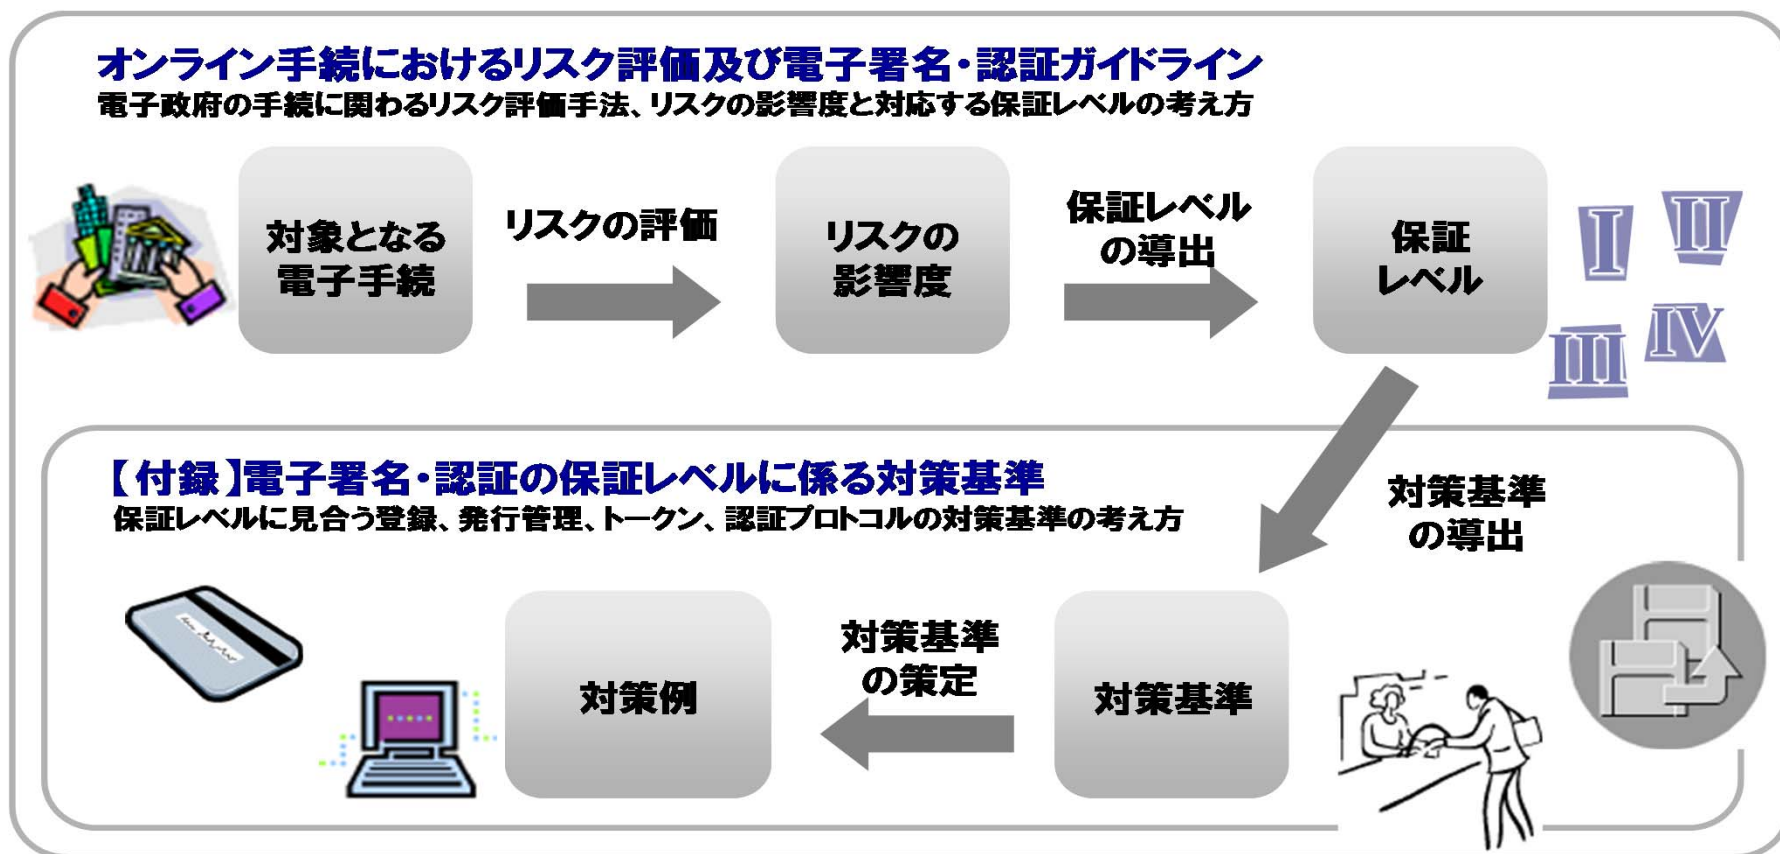 オンライン手続におけるリスク評価及び電子署名・認証ガイドライン
電子政府の手続に関わるリスク評価手法、リスクの影響度と対応する保証レベルの考え方
対象となる
電子手続
リスクの評価
リスクの
影響度
保証レベル
の導出
保証
レベル
I
II
III
IV
【付録】電子署名・認証の保証レベルに係る対策基準
保証レベルに見合う登録、発行管理、トークン、認証プロトコルの対策基準の考え方
対策基準
の導出
対策基準
対策基準
の策定
対策例